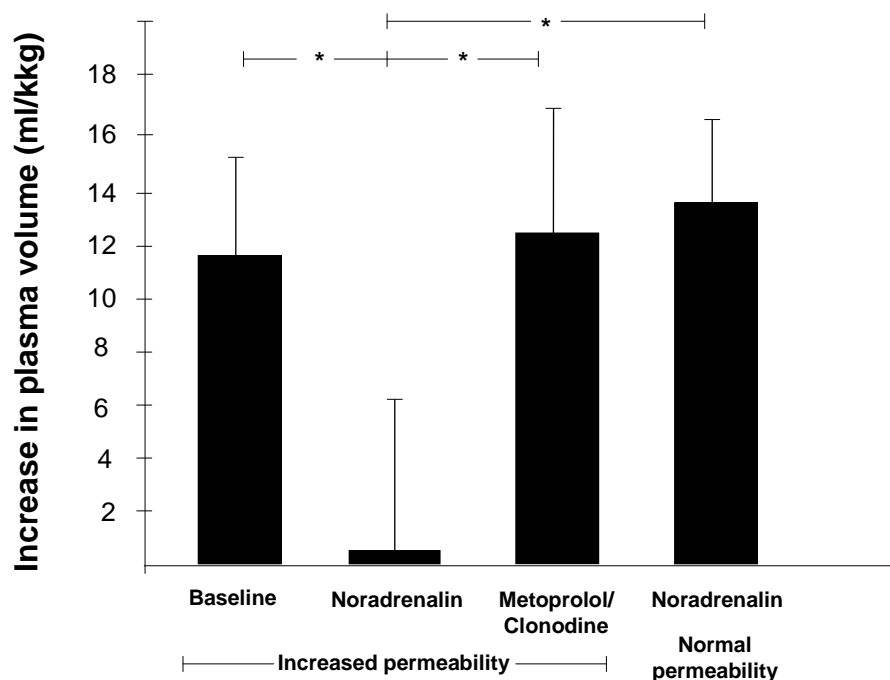 Increase in plasma volume (ml/kkg)
*
* *
18
16
14
12
10
8
6
4
2
Baseline Noradrenalin Metoprolol/ Noradrenalin
Clonodine
Increased permeability
Normal
permeability